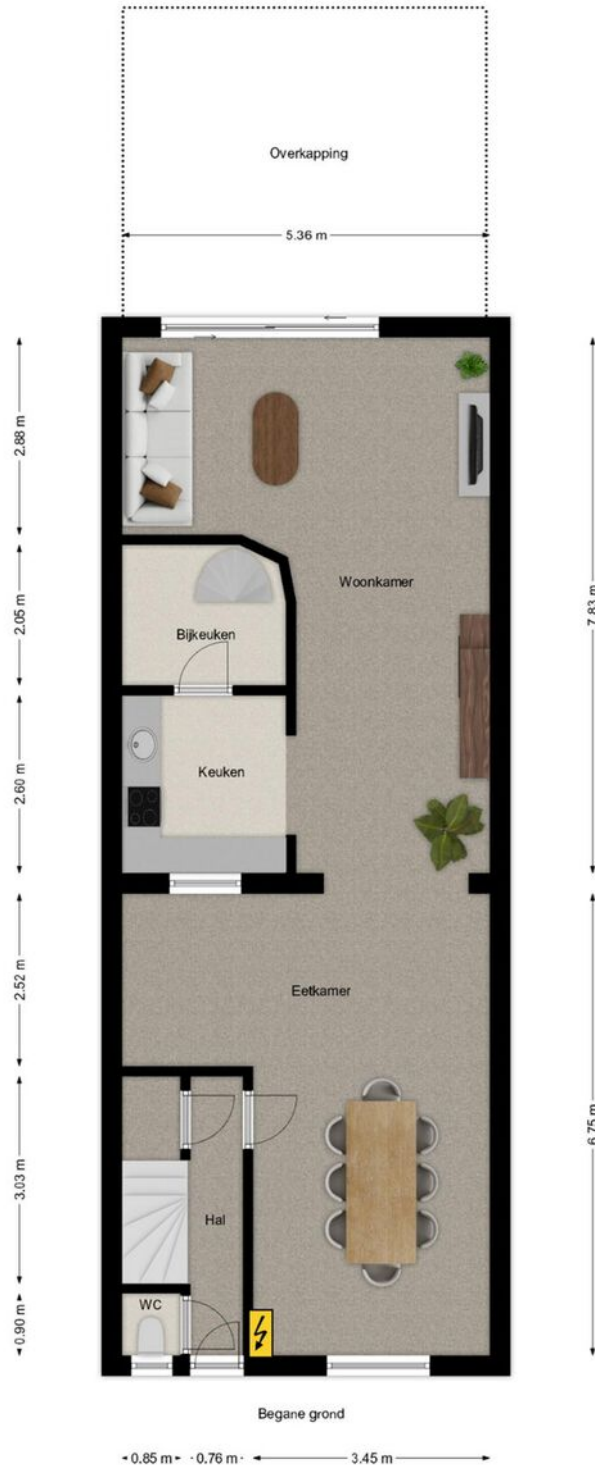 Overkapping
5.36 m
2.88 m
Woonkamer
7.83 m
2.05 m
Bijkeuken
2.60 m
Keuken
2.52 m
Eetkamer
6.75 m
3.03 m
Hal
WC
0.90 m
Begane grond
0.85 m
0.76 m
3.45 m